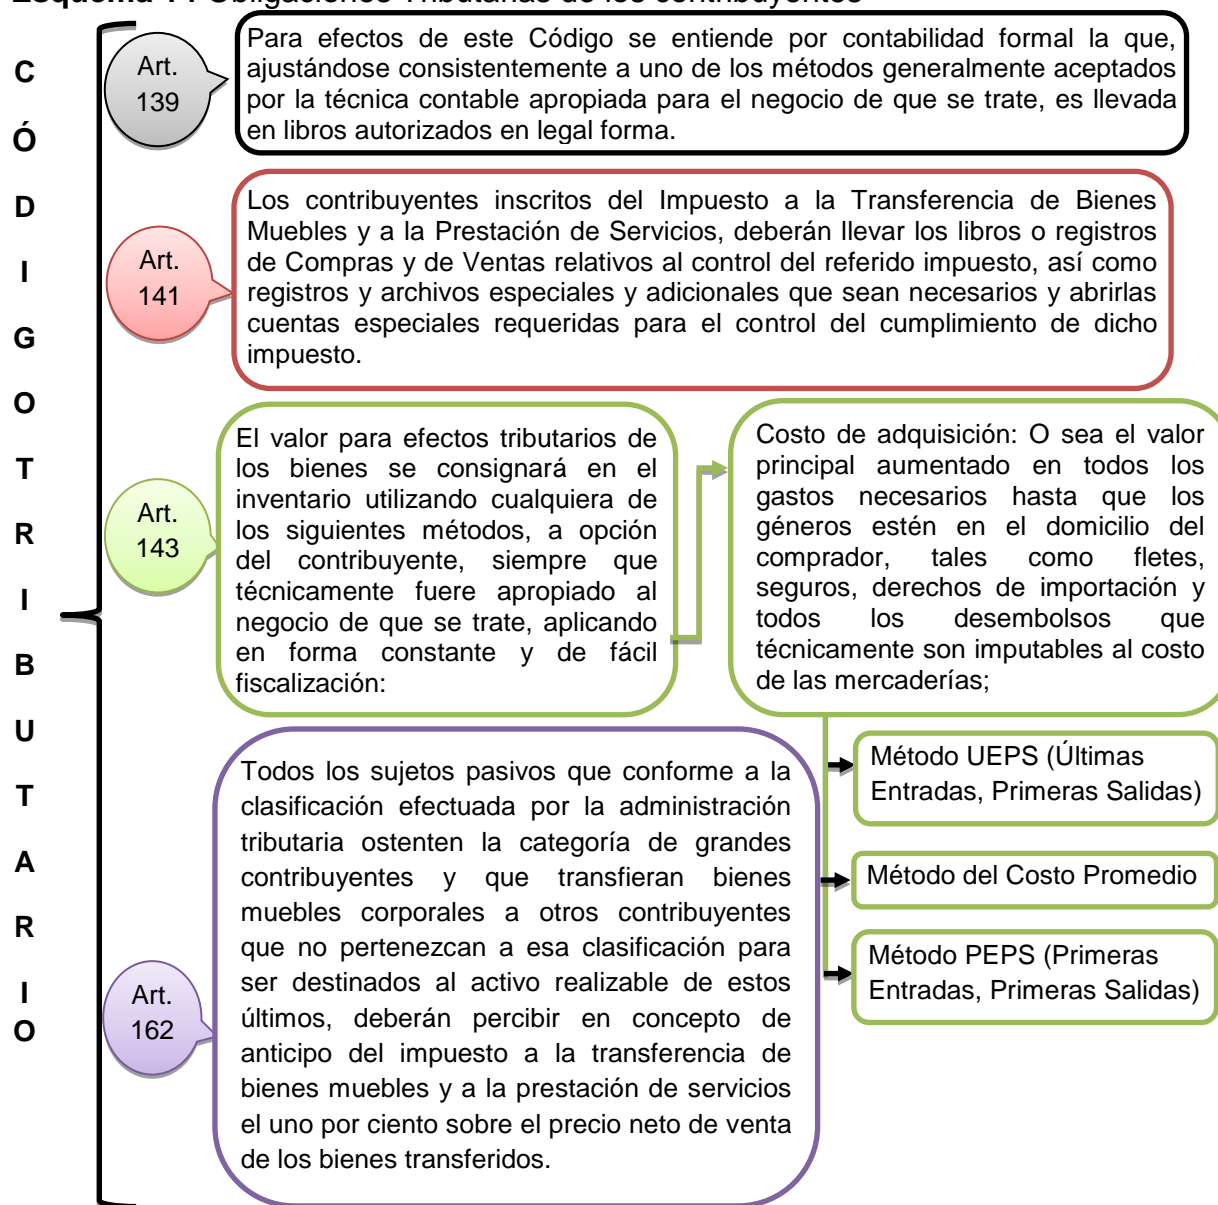 Esquema 1: Obligaciones Tributarias de los contribuyentes
CÓDIGO TRIBUTARIO
Art.
139
Para efectos de este Código se entiende por contabilidad formal la que,
ajustándose consistentemente a uno de los métodos generalmente aceptados
por la técnica contable apropiada para el negocio de que se trate, es llevada
en libros autorizados en legal forma.
Art.
141
Los contribuyentes inscritos del Impuesto a la Transferencia de Bienes
Muebles y a la Prestación de Servicios, deberán llevar los libros o registros
de Compras y de Ventas relativos al control del referido impuesto, así como
registros y archivos especiales y adicionales que sean necesarios y abrirlas
cuentas especiales requeridas para el control del cumplimiento de dicho
impuesto.
Art.
143
El valor para efectos tributarios de
los bienes se consignará en el
inventario utilizando cualquiera de
los siguientes métodos, a opción
del contribuyente, siempre que
técnicamente fuere apropiado al
negocio de que se trate, aplicando
en forma constante y de fácil
fiscalización:
Costo de adquisición: O sea el valor
principal aumentado en todos los
gastos necesarios hasta que los
géneros estén en el domicilio del
comprador, tales como fletes,
seguros, derechos de importación y
todos los desembolsos que
técnicamente son imputables al costo
de las mercaderías;
Método UEPS (Últimas
Entradas, Primeras Salidas)
Método del Costo Promedio
Método PEPS (Primeras
Entradas, Primeras Salidas)
Art.
162
Todos los sujetos pasivos que conforme a la
clasificación efectuada por la administración
tributaria ostenten la categoría de grandes
contribuyentes y que transfieran bienes
muebles corporales a otros contribuyentes
que no pertenezcan a esa clasificación para
ser destinados al activo realizable de estos
últimos, deberán percibir en concepto de
anticipo del impuesto a la transferencia de
bienes muebles y a la prestación de servicios
el uno por ciento sobre el precio neto de venta
de los bienes transferidos.